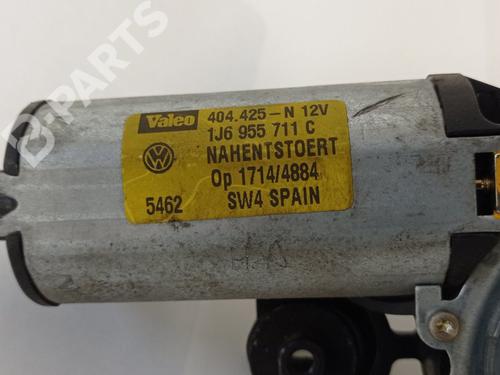 B-PARTS
Valeo 404.425-N 12V
1J6 955 711 C
NAHENTSTOERT
Op 1714/4884
5462 SW4 SPAIN